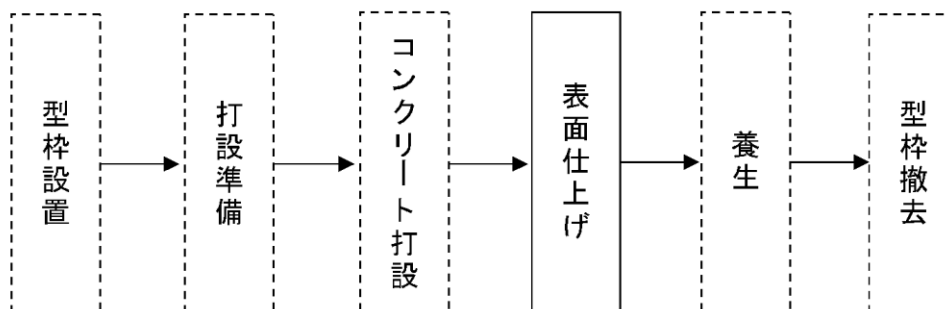 型枠設置
打設準備
コンクリート打設
表面仕上げ
養生
型枠撤去